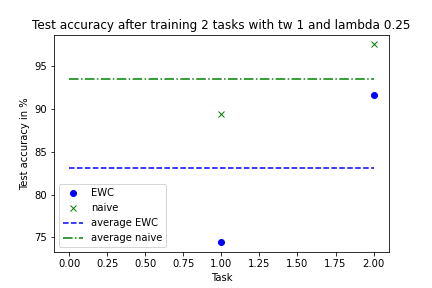 Test accuracy after training 2 tasks with tw 1 and lambda 0.25
Test accuracy in %
95
90
85
80
75
EWC
naive
average EWC
average naive
0.00 0.25 0.50 0.75 1.00 1.25 1.50 1.75 2.00
Task